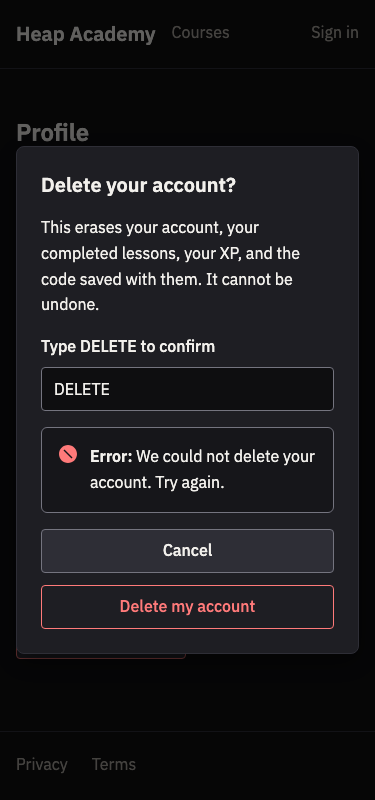 Heap Academy Courses Sign in
Profile
Delete your account?
This erases your account, your
completed lessons, your XP, and the
code saved with them. It cannot be
undone.
Type DELETE to confirm
DELETE
Error: We could not delete your
account. Try again.
Cancel
Delete my account
Privacy Terms